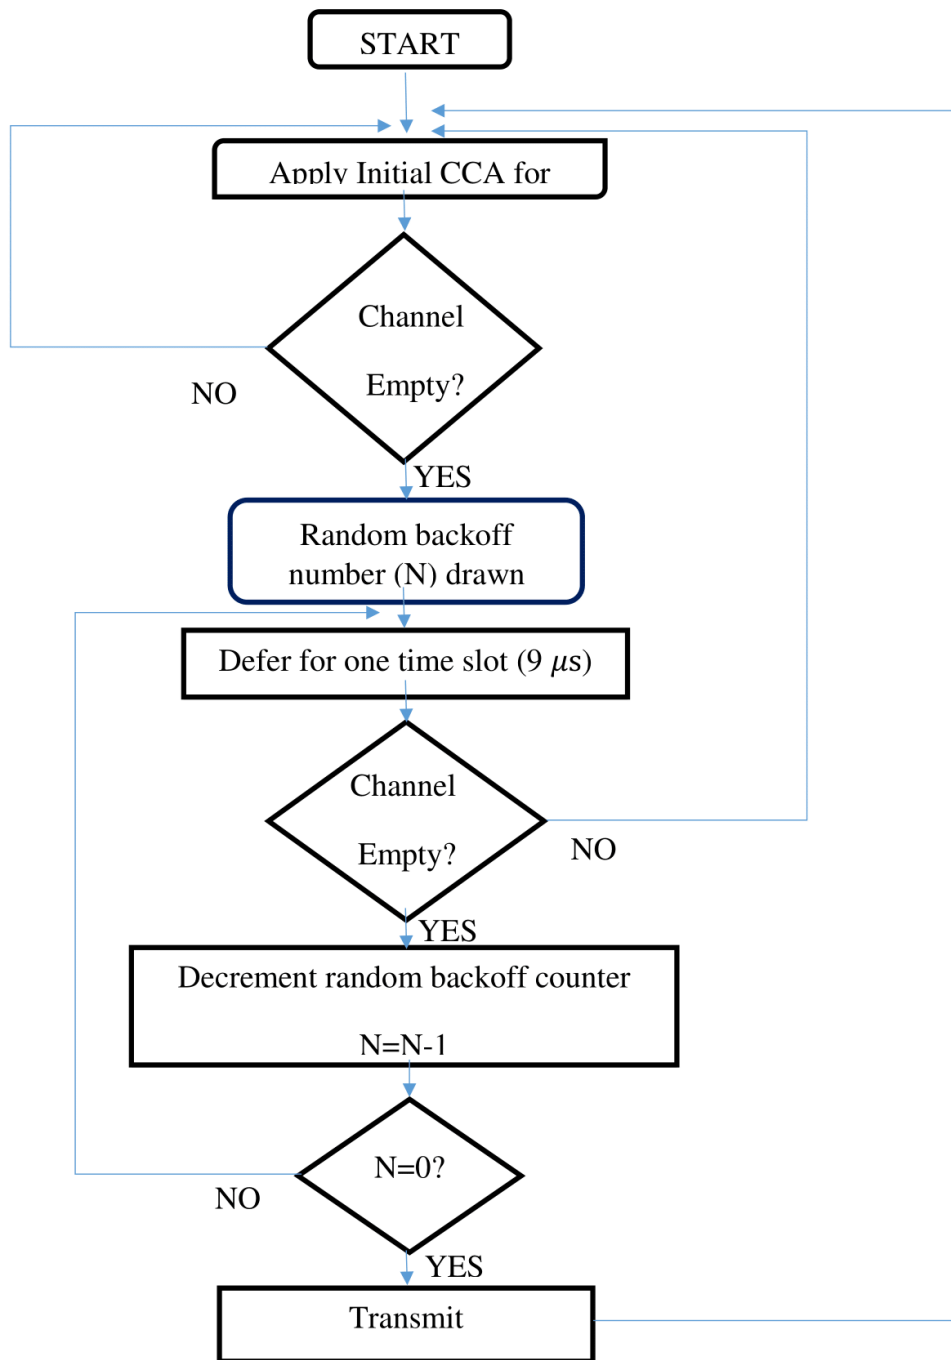 START
Apply Initial CCA for
Channel
Empty?
NO
YES
Random backoff
number (N) drawn
Defer for one time slot (9 𝜇s)
Channel
Empty?
NO
YES
Decrement random backoff counter
N=N-1
N=0?
NO
YES
Transmit